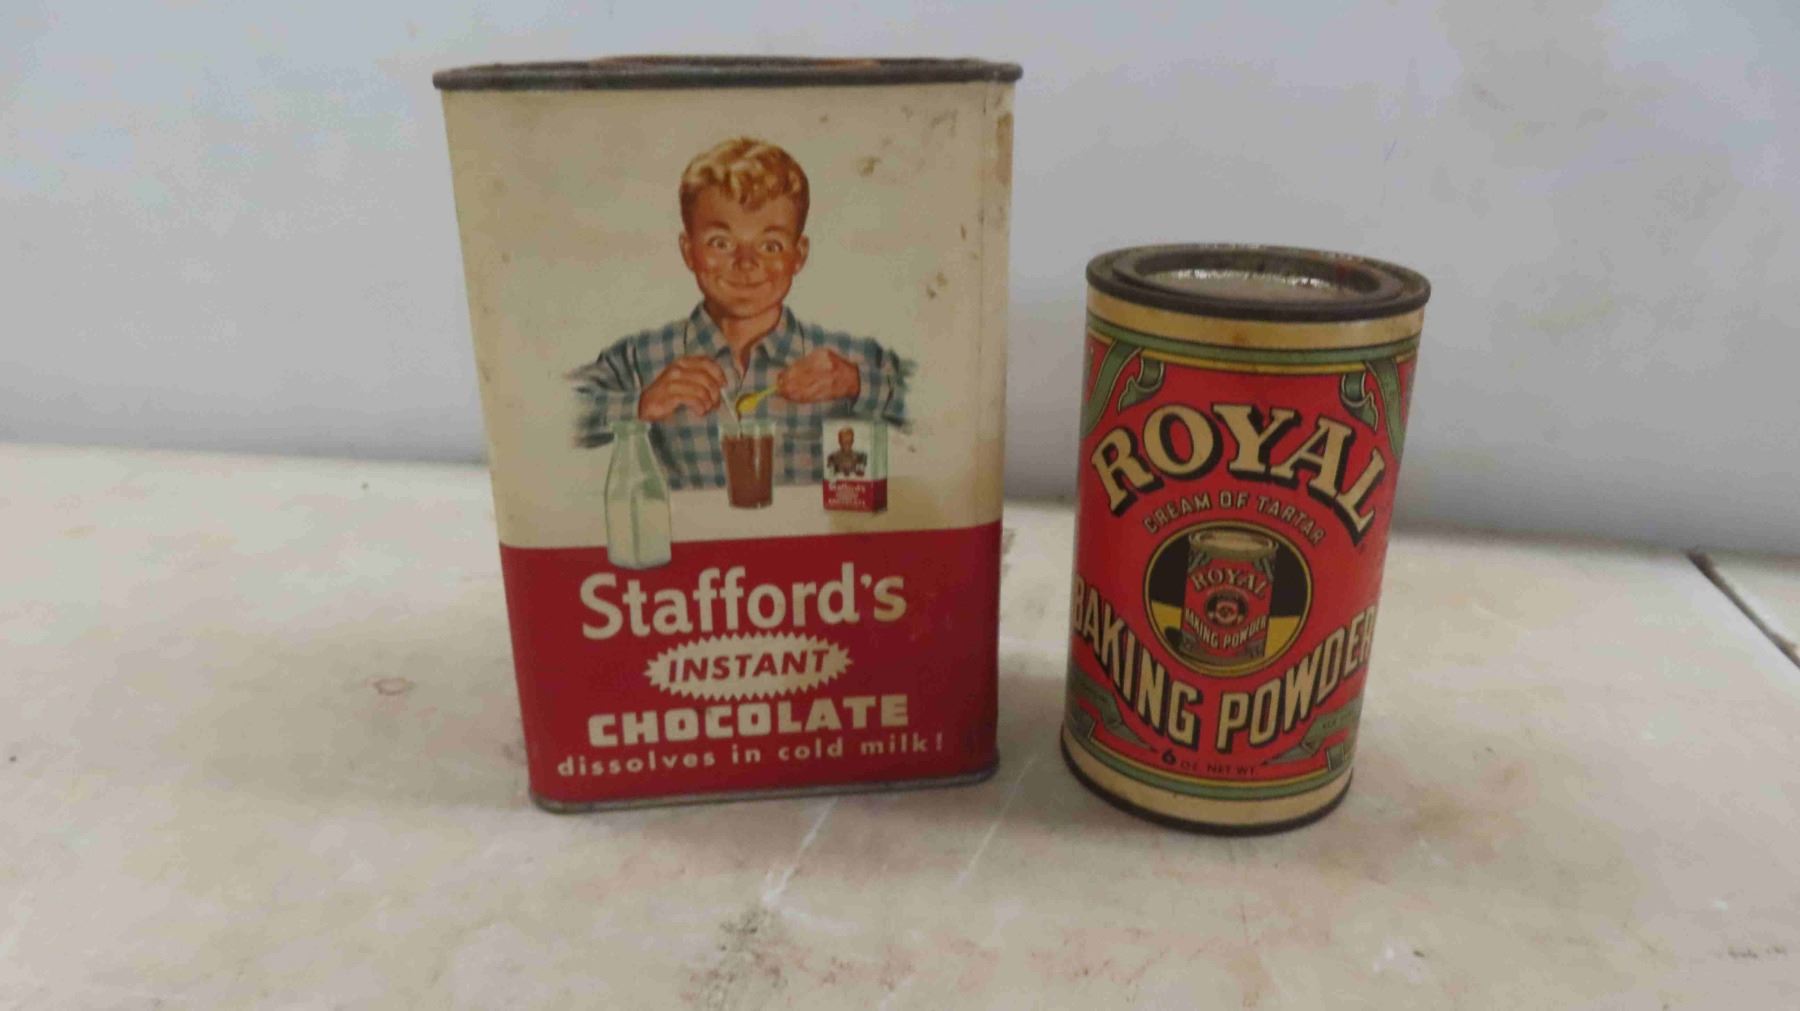 Stafford's
INSTANT
CHOCOLATE
dissolves in cold milk!
Stafford's
ROYAL
CREAM OF TARTAR
ROYAL
BAKING POWDER
BAKING POWDER
6 OZ. NET WT.